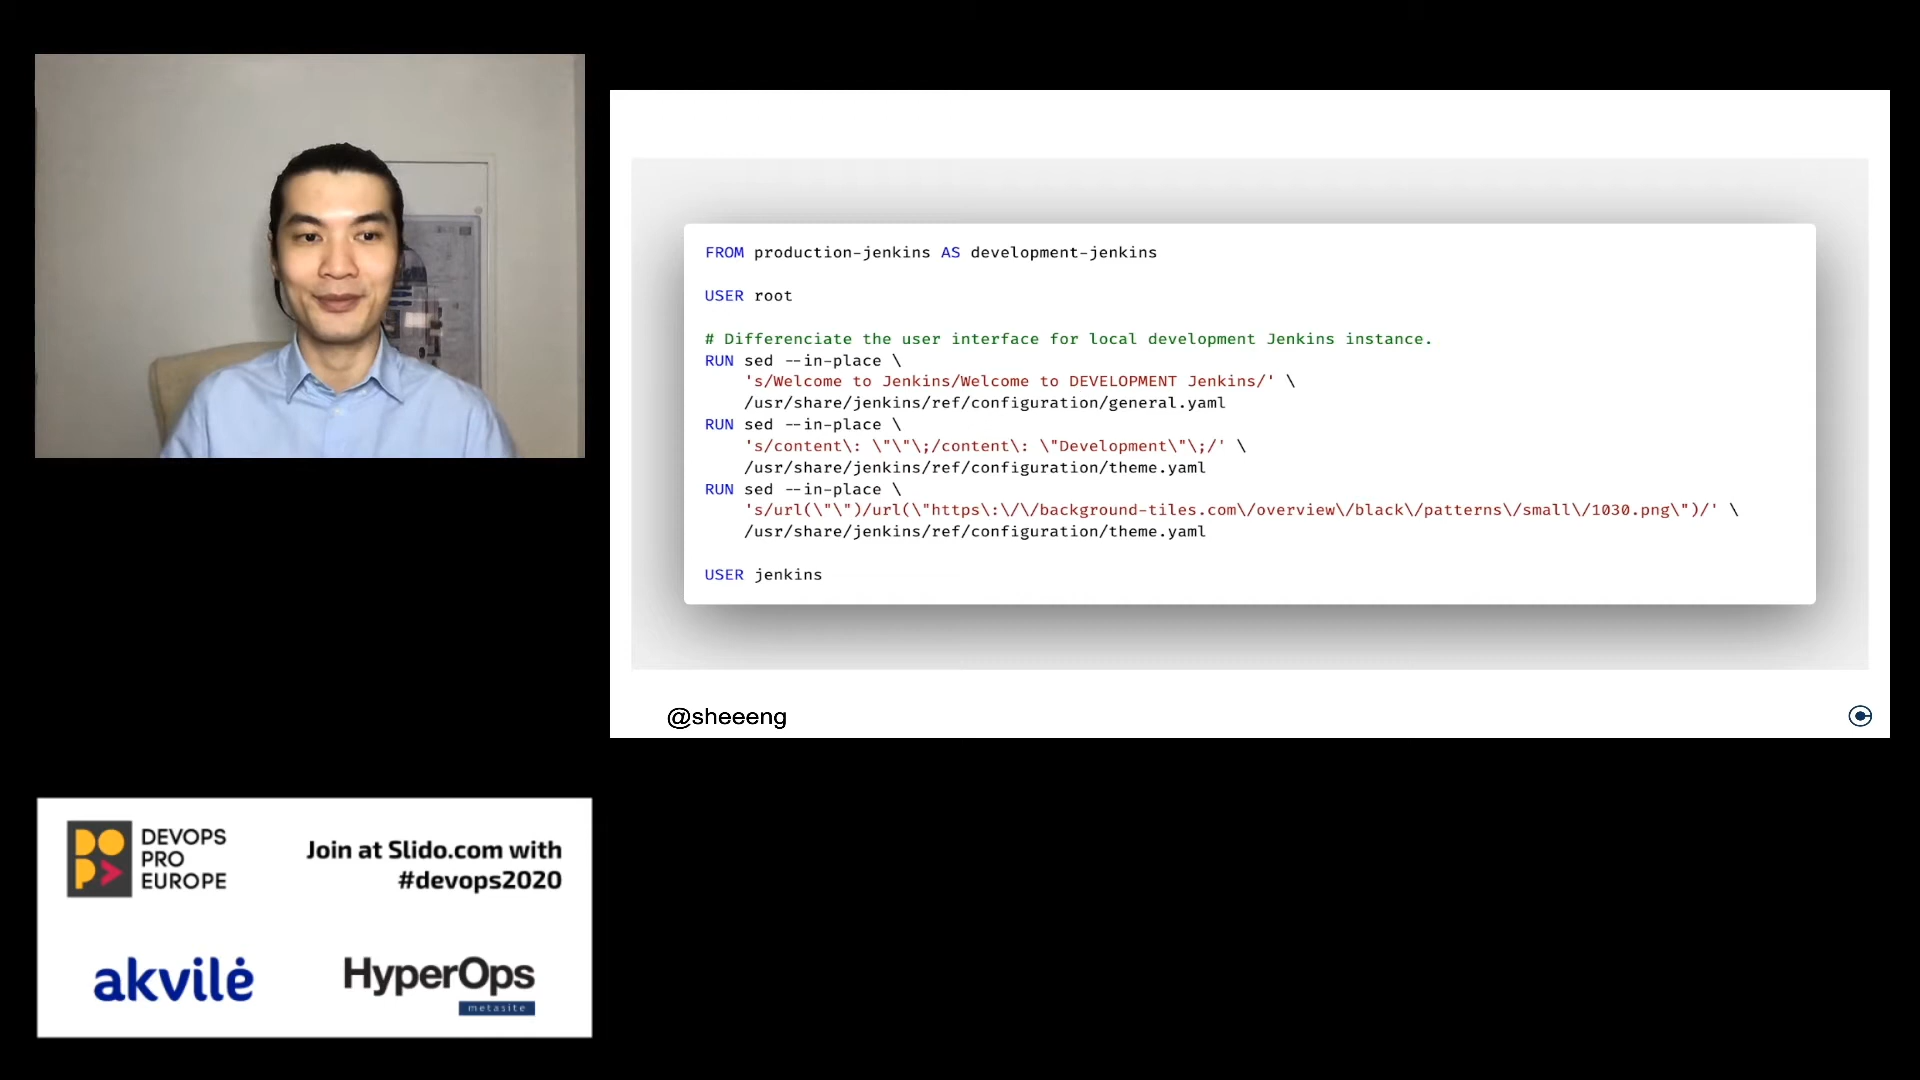 FROM production-jenkins AS development-jenkins
USER root
# Differenciate the user interface for local development Jenkins instance.
RUN sed --in-place \
's/Welcome to Jenkins/Welcome to DEVELOPMENT Jenkins/' \
/usr/share/jenkins/ref/configuration/general.yaml
RUN sed --in-place \
's/content\: \"\"\;/content\: \"Development\"\;/' \
/usr/share/jenkins/ref/configuration/theme.yaml
RUN sed --in-place \
's/url(\"\")/url(\"https\:\/\/background-tiles.com\/overview\/black\/patterns\/small\/1030.png\")/' \
/usr/share/jenkins/ref/configuration/theme.yaml
USER jenkins
@sheeeng
DEVOPS
PRO
EUROPE
Join at Slido.com with
#devops2020
akvilė
HyperOps
metasite